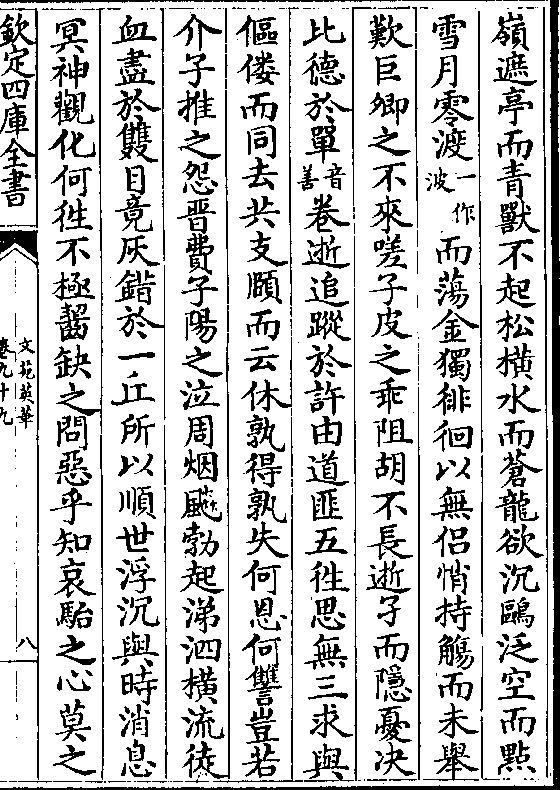 嶺遮亭而青獸不起松橫水而蒼龍欲沉鷗泛空而點
雪月零渡一作波而蕩金獨徘徊以無侣悄持觴而未舉
歎巨卿之不來嗟子皮之乖阻胡不長逝子而隱憂決
比德於單音善卷逝追蹤於許由道匪五徃思無三求與
傴僂而同去共支頤而云休孰得孰失何恩何讐豈若
介子推之怨晋費子陽之泣周烟飈勃起涕泗橫流徒
血盡於雙目竟灰錯於一丘所以順世浮沉與時消息
冥神觀化何徃不極齧缺之問惡乎知哀駘之心莫之
欽定四庫全書
文苑英華
卷九十九
八